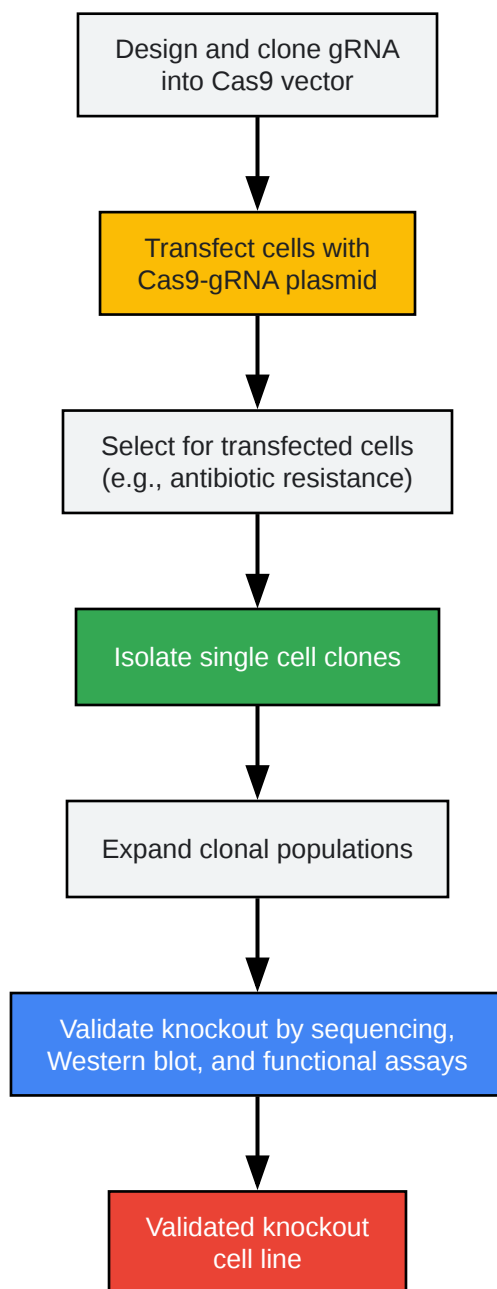 Design and clone gRNA
into Cas9 vector
Transfect cells with
Cas9-gRNA plasmid
Select for transfected cells
(e.g., antibiotic resistance)
Isolate single cell clones
Expand clonal populations
Validate knockout by sequencing,
Western blot, and functional assays
Validated knockout
cell line